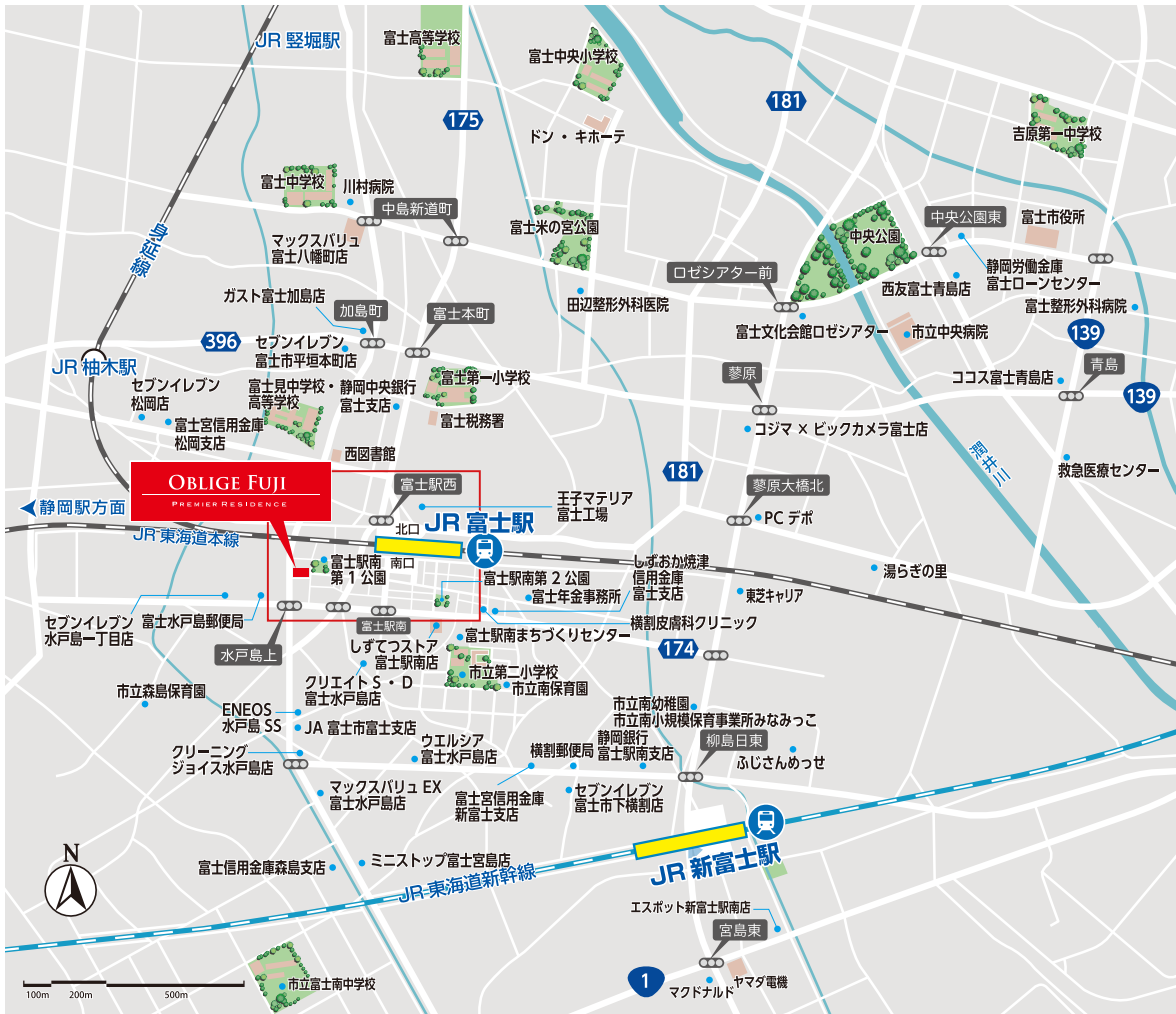 JR 竪堀駅
富士高等学校
富士中央小学校
181
175
ドン・キホーテ
吉原第一中学校
富士中学校
川村病院
中島新道町
身延線
マックスバリュ
富士八幡町店
富士米の宮公園
中央公園
中央公園東
富士市役所
ロゼシアター前
静岡労働金庫
富士ローンセンター
西友富士青島店
ガスト富士加島店
加島町
富士本町
田辺整形外科医院
富士文化会館ロゼシアター
市立中央病院
富士整形外科病院
396
139
JR 柚木駅
セブンイレブン
富士市平垣本町店
セブンイレブン
松岡店
富士見中学校・
高等学校
静岡中央銀行
富士支店
富士第一小学校
蓼原
ココス富士青島店
青島
139
富士宮信用金庫
松岡支店
富士税務署
コジマ × ビックカメラ富士店
西図書館
潤井川
救急医療センター
OBLIGE FUJI
PREMIER RESIDENCE
富士駅西
181
蓼原大橋北
静岡駅方面
王子マテリア
富士工場
PC デポ
JR 東海道本線
北口
JR 富士駅
南口
富士駅南
第 1 公園
富士駅南第 2 公園
富士年金事務所
しずおか焼津
信用金庫
富士支店
東芝キャリア
湯らぎの里
セブンイレブン
水戸島一丁目店
富士水戸島郵便局
富士駅南
横割皮膚科クリニック
水戸島上
しずてつストア
富士駅南店
富士駅南まちづくりセンター
174
市立第二小学校
市立南保育園
クリエイト S ・ D
富士水戸島店
市立森島保育園
ENEOS
水戸島 SS
JA 富士市富士支店
市立南幼稚園
市立南小規模保育事業所みなみっこ
クリーニング
ジョイス水戸島店
ウエルシア
富士水戸島店
横割郵便局
静岡銀行
富士駅南支店
柳島日東
ふじさんめっせ
マックスバリュ EX
富士水戸島店
富士宮信用金庫
新富士支店
セブンイレブン
富士市下横割店
N
富士信用金庫森島支店
ミニストップ富士宮島店
JR 新富士駅
JR 東海道新幹線
エスポット新富士駅南店
宮島東
市立富士南中学校
1
マクドナルド
ヤマダ電機
100m
200m
500m